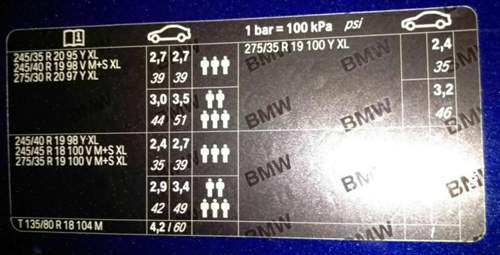 1 bar = 100 kPa psi
245/35 R 20 95 Y XL
245/40 R 19 98 V M+S XL
275/30 R 20 97 Y XL
2,7 2,7
39 39
3,0 3,5
44 51
275/35 R 19 100 Y XL
2,4
35
3,2
46
245/40 R 19 98 Y XL
245/45 R 18 100 V M+S XL
275/35 R 19 100 V M+S XL
2,4 2,7
35 39
2,9 3,4
42 49
T 135/80 R 18 104 M
4,2 / 60
/
BMW
BMW
BMW
BMW
BMW
BMW
BMW
BMW